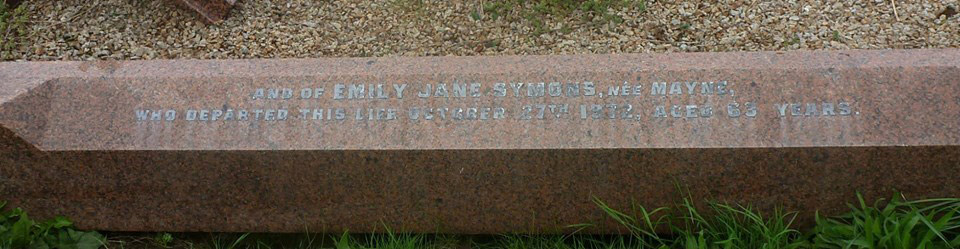 AND OF EMILY JANE SYMONS, NÉE MAYNE,
WHO DEPARTED THIS LIFE OCTOBER 27TH 1872, AGED 63 YEARS.